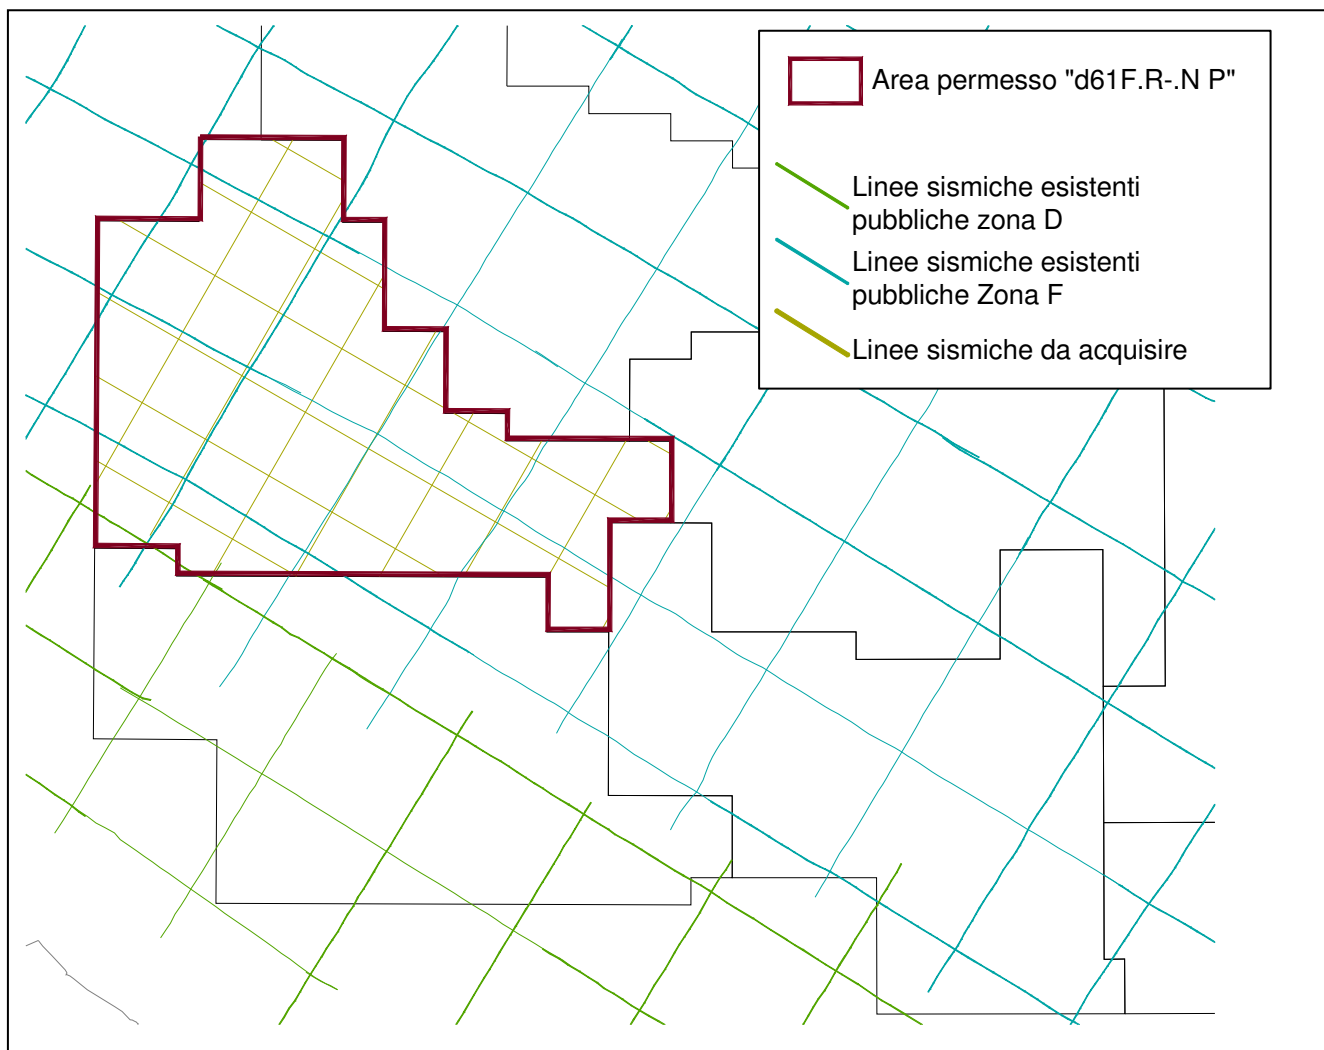 Area permesso "d61F.R-.N P"
Linee sismiche esistenti
pubbliche zona D
Linee sismiche esistenti
pubbliche Zona F
Linee sismiche da acquisire